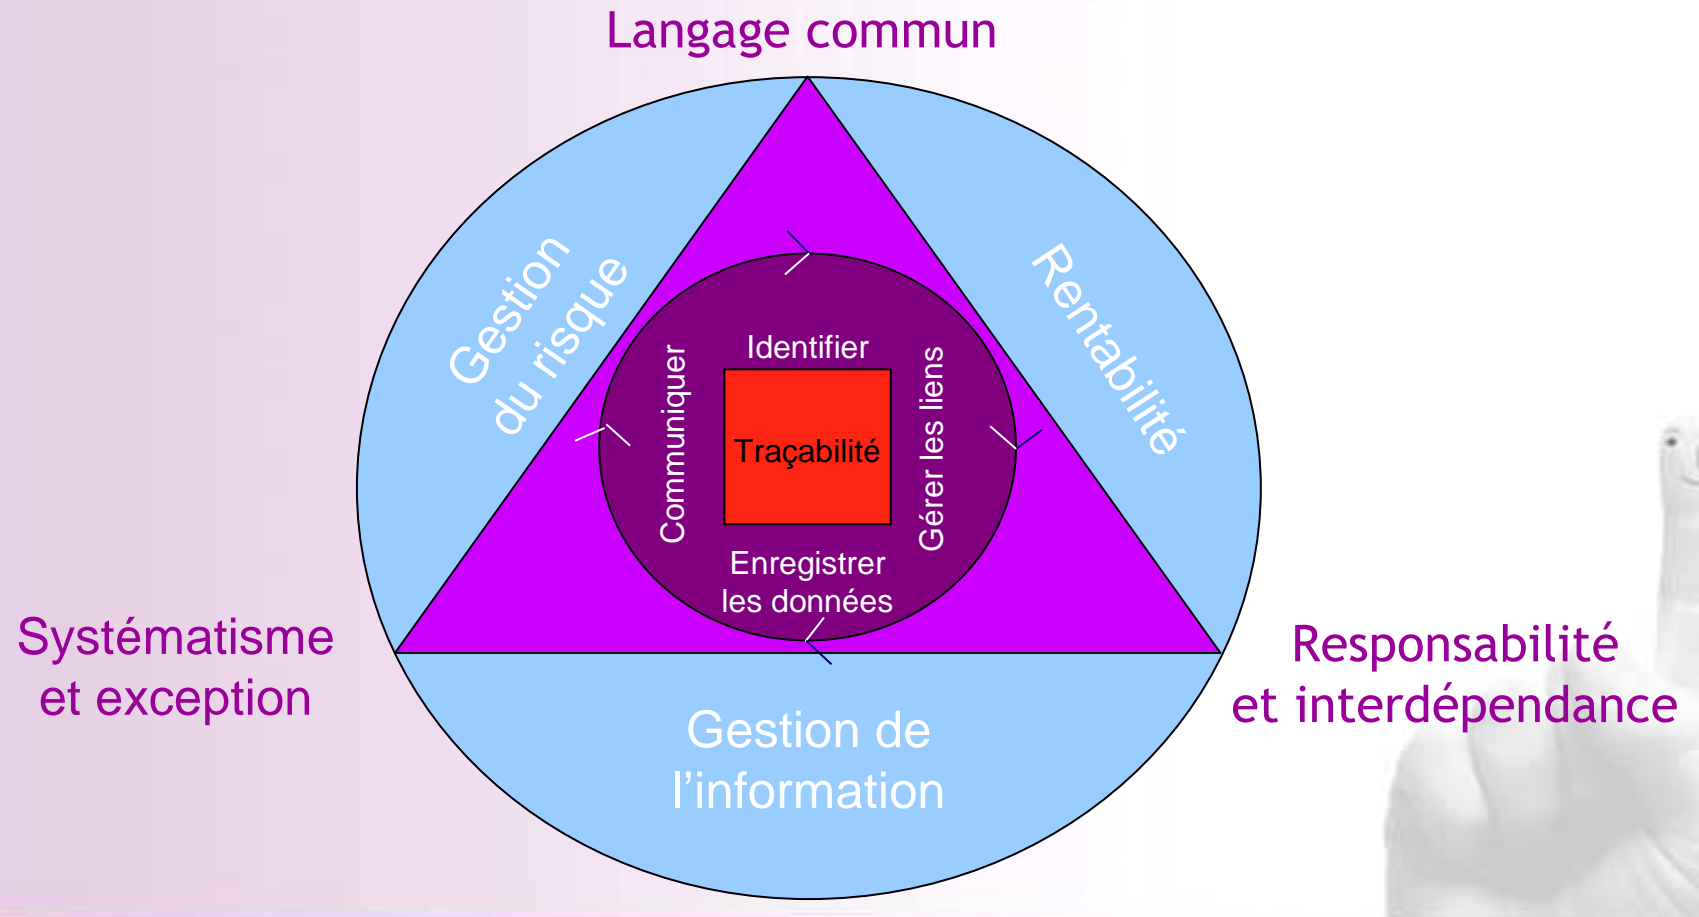 Langage commun
Gestion
du risque
Rentabilité
Identifier
Communiquer
Traçabilité
Gérer les liens
Enregistrer
les données
Systématisme
et exception
Responsabilité
et interdépendance
Gestion de
l’information